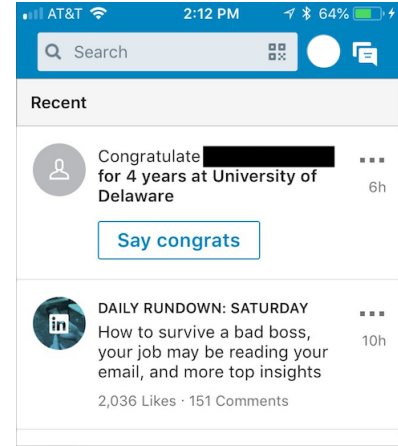 AT&T 2:12 PM 64%
Search
Recent
Congratulate
for 4 years at University of
Delaware
6h
Say congrats
in
DAILY RUNDOWN: SATURDAY
How to survive a bad boss,
your job may be reading your
email, and more top insights
10h
2,036 Likes · 151 Comments